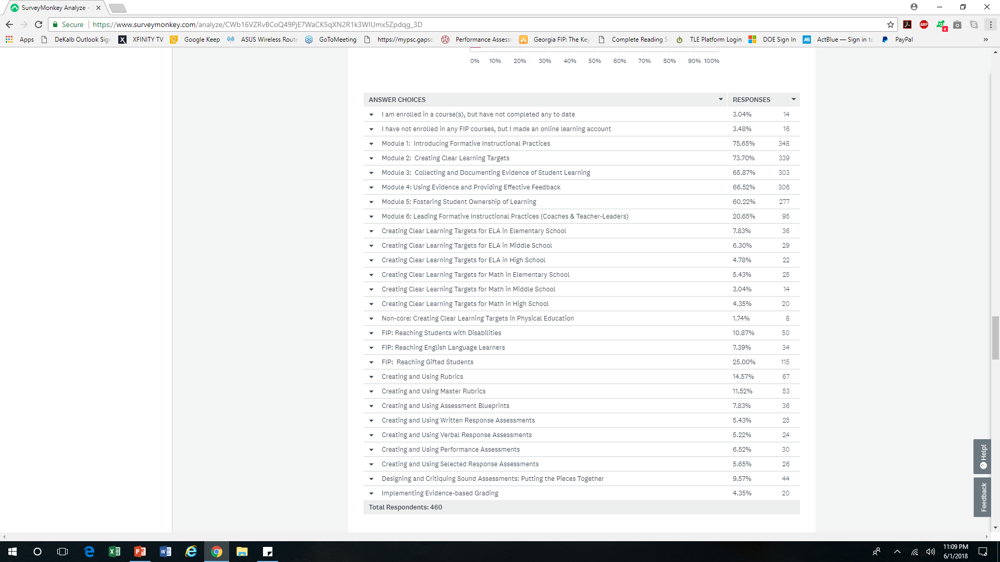 SurveyMonkey Analyze -
Secure | https://www.surveymonkey.com/analyze/CWb16VZRvBCoQ49PjE7WaCK5qXN2R1k3WIUmx5Zpdqg_3D
ABP 4
Apps DeKalb Outlook Sign XFINITY TV Google Keep ASUS Wireless Route GoToMeeting https://mypsc.gapsc. Performance Assessm Georgia FIP: The Key Complete Reading S TLE Platform Login DOE Sign In AB ActBlue — Sign in to PayPal »
0% 10% 20% 30% 40% 50% 60% 70% 80% 90% 100%
ANSWER CHOICES RESPONSES
I am enrolled in a course(s), but have not completed any to date 3.04% 14
I have not enrolled in any FIP courses, but I made an online learning account 3.48% 16
Module 1: Introducing Formative Instructional Practices 75.65% 348
Module 2: Creating Clear Learning Targets 73.70% 339
Module 3: Collecting and Documenting Evidence of Student Learning 65.87% 303
Module 4: Using Evidence and Providing Effective Feedback 66.52% 306
Module 5: Fostering Student Ownership of Learning 60.22% 277
Module 6: Leading Formative Instructional Practices (Coaches & Teacher-Leaders) 20.65% 95
Creating Clear Learning Targets for ELA in Elementary School 7.83% 36
Creating Clear Learning Targets for ELA in Middle School 6.30% 29
Creating Clear Learning Targets for ELA in High School 4.78% 22
Creating Clear Learning Targets for Math in Elementary School 5.43% 25
Creating Clear Learning Targets for Math in Middle School 3.04% 14
Creating Clear Learning Targets for Math in High School 4.35% 20
Non-core: Creating Clear Learning Targets in Physical Education 1.74% 8
FIP: Reaching Students with Disabilities 10.87% 50
FIP: Reaching English Language Learners 7.39% 34
FIP: Reaching Gifted Students 25.00% 115
Creating and Using Rubrics 14.57% 67
Creating and Using Master Rubrics 11.52% 53
Creating and Using Assessment Blueprints 7.83% 36
Creating and Using Written Response Assessments 5.43% 25
Creating and Using Verbal Response Assessments 5.22% 24
Creating and Using Performance Assessments 6.52% 30
Creating and Using Selected Response Assessments 5.65% 26
Designing and Critiquing Sound Assessments: Putting the Pieces Together 9.57% 44
Implementing Evidence-based Grading 4.35% 20
Total Respondents: 460
Help!
Feedback
11:09 PM
6/1/2018